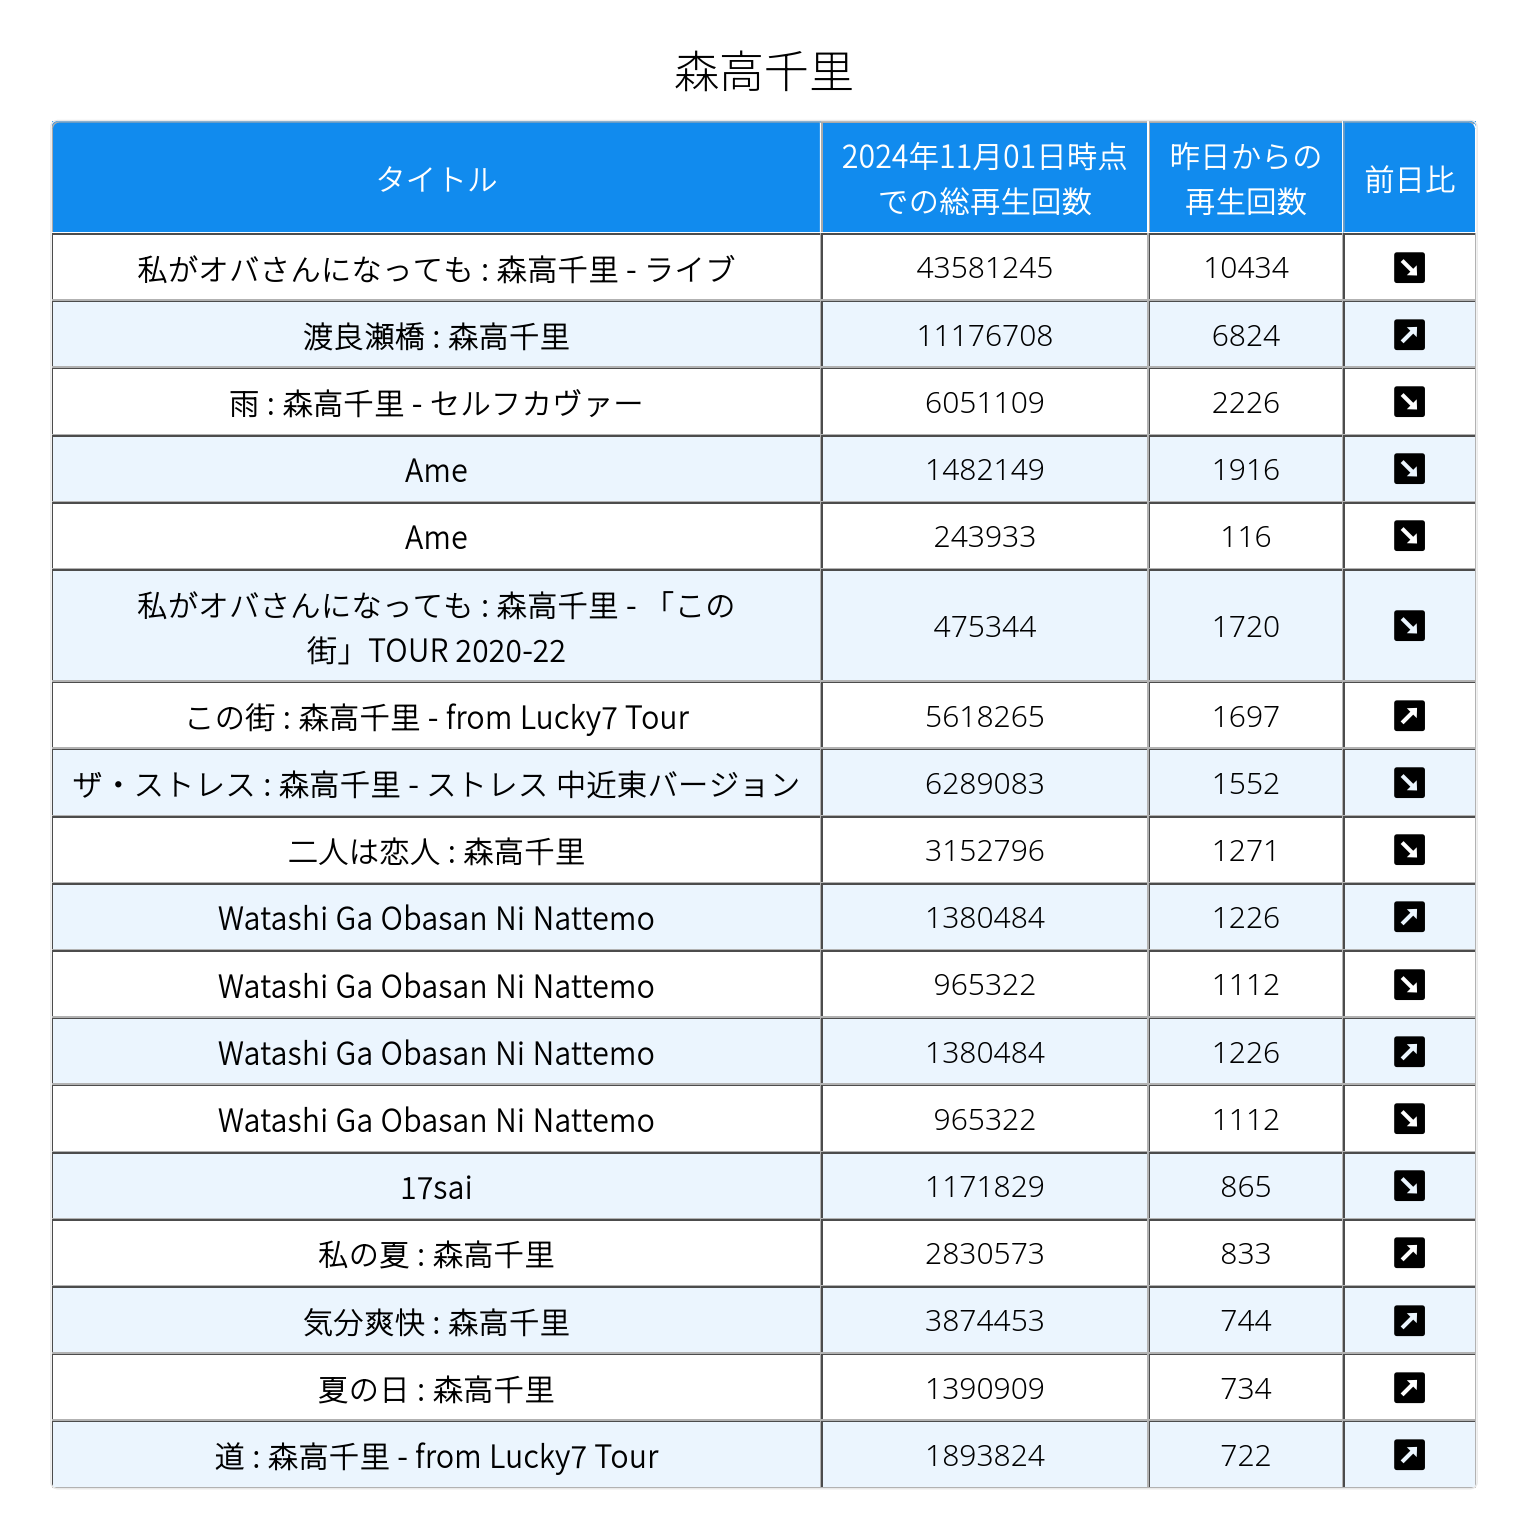 森高千里
タイトル
2024年11月01日時点
での総再生回数
昨日からの
再生回数
前日比
私がオバさんになっても : 森高千里 - ライブ 43581245 10434 ↘
渡良瀬橋 : 森高千里 11176708 6824 ↗
雨 : 森高千里 - セルフカヴァー 6051109 2226 ↘
Ame 1482149 1916 ↘
Ame 243933 116 ↘
私がオバさんになっても : 森高千里 - 「この
街」TOUR 2020-22 475344 1720 ↘
この街 : 森高千里 - from Lucky7 Tour 5618265 1697 ↗
ザ・ストレス : 森高千里 - ストレス 中近東バージョン 6289083 1552 ↘
二人は恋人 : 森高千里 3152796 1271 ↘
Watashi Ga Obasan Ni Nattemo 1380484 1226 ↗
Watashi Ga Obasan Ni Nattemo 965322 1112 ↘
Watashi Ga Obasan Ni Nattemo 1380484 1226 ↗
Watashi Ga Obasan Ni Nattemo 965322 1112 ↘
17sai 1171829 865 ↘
私の夏 : 森高千里 2830573 833 ↗
気分爽快 : 森高千里 3874453 744 ↗
夏の日 : 森高千里 1390909 734 ↗
道 : 森高千里 - from Lucky7 Tour 1893824 722 ↗